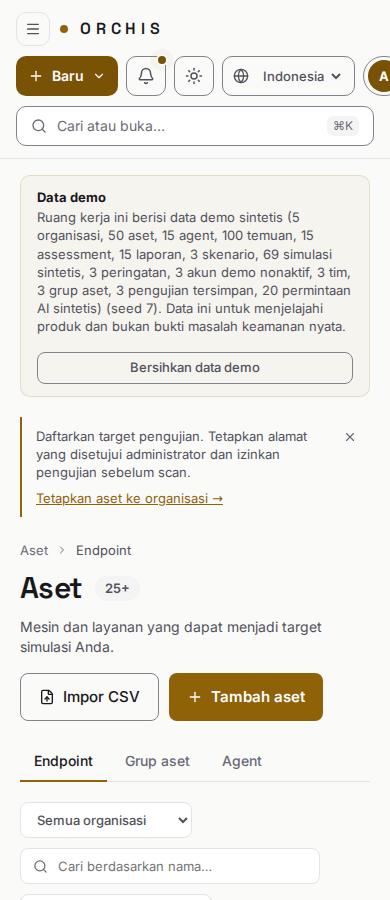 ORCHIS
Baru
Indonesia
A
Cari atau buka...
⌘K
Data demo
Ruang kerja ini berisi data demo sintetis (5
organisasi, 50 aset, 15 agent, 100 temuan, 15
assessment, 15 laporan, 3 skenario, 69 simulasi
sintetis, 3 peringatan, 3 akun demo nonaktif, 3 tim,
3 grup aset, 3 pengujian tersimpan, 20 permintaan
AI sintetis) (seed 7). Data ini untuk menjelajahi
produk dan bukan bukti masalah keamanan nyata.
Bersihkan data demo
Daftarkan target pengujian. Tetapkan alamat
yang disetujui administrator dan izinkan
pengujian sebelum scan.
Tetapkan aset ke organisasi →
Aset > Endpoint
Aset 25+
Mesin dan layanan yang dapat menjadi target
simulasi Anda.
Impor CSV
Tambah aset
Endpoint Grup aset Agent
Semua organisasi
Cari berdasarkan nama...